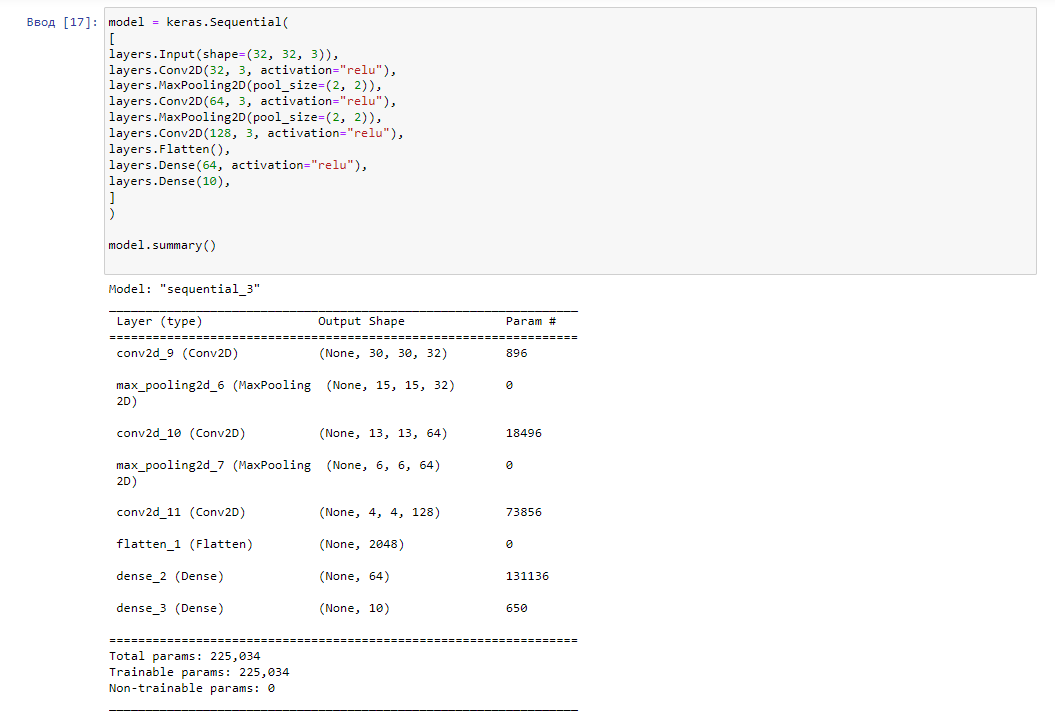 Ввод [17]: model = keras.Sequential(
[
layers.Input(shape=(32, 32, 3)),
layers.Conv2D(32, 3, activation="relu"),
layers.MaxPooling2D(pool_size=(2, 2)),
layers.Conv2D(64, 3, activation="relu"),
layers.MaxPooling2D(pool_size=(2, 2)),
layers.Conv2D(128, 3, activation="relu"),
layers.Flatten(),
layers.Dense(64, activation="relu"),
layers.Dense(10),
]
)
model.summary()
Model: "sequential_3"
_________________________________________________________________
Layer (type) Output Shape Param #
=================================================================
conv2d_9 (Conv2D) (None, 30, 30, 32) 896
max_pooling2d_6 (MaxPooling (None, 15, 15, 32) 0
2D)
conv2d_10 (Conv2D) (None, 13, 13, 64) 18496
max_pooling2d_7 (MaxPooling (None, 6, 6, 64) 0
2D)
conv2d_11 (Conv2D) (None, 4, 4, 128) 73856
flatten_1 (Flatten) (None, 2048) 0
dense_2 (Dense) (None, 64) 131136
dense_3 (Dense) (None, 10) 650
=================================================================
Total params: 225,034
Trainable params: 225,034
Non-trainable params: 0
_________________________________________________________________